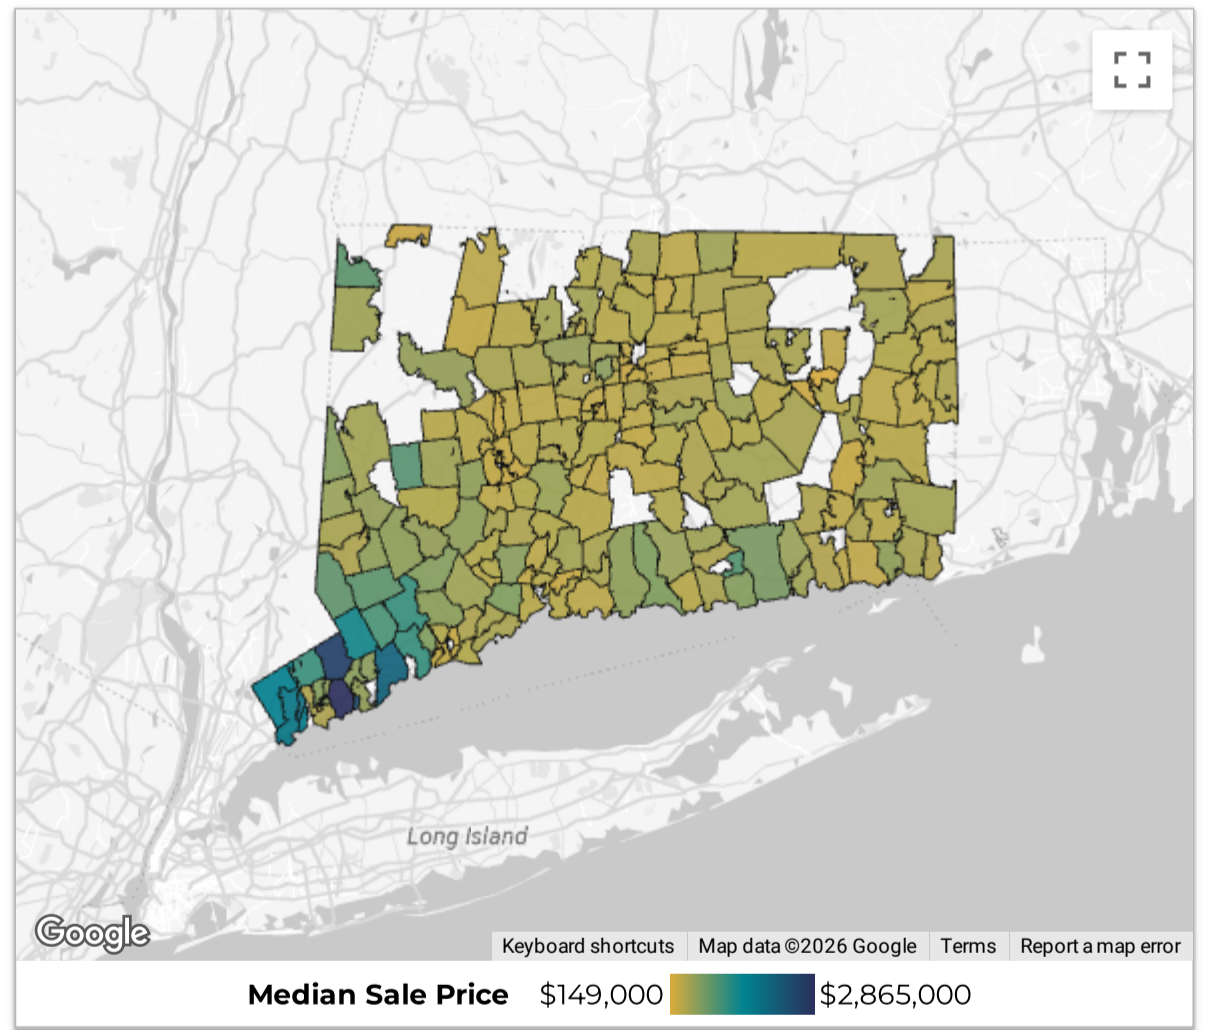 Long Island
Google
Keyboard shortcuts
Map data ©2026 Google
Terms
Report a map error
Median Sale Price $149,000 $2,865,000